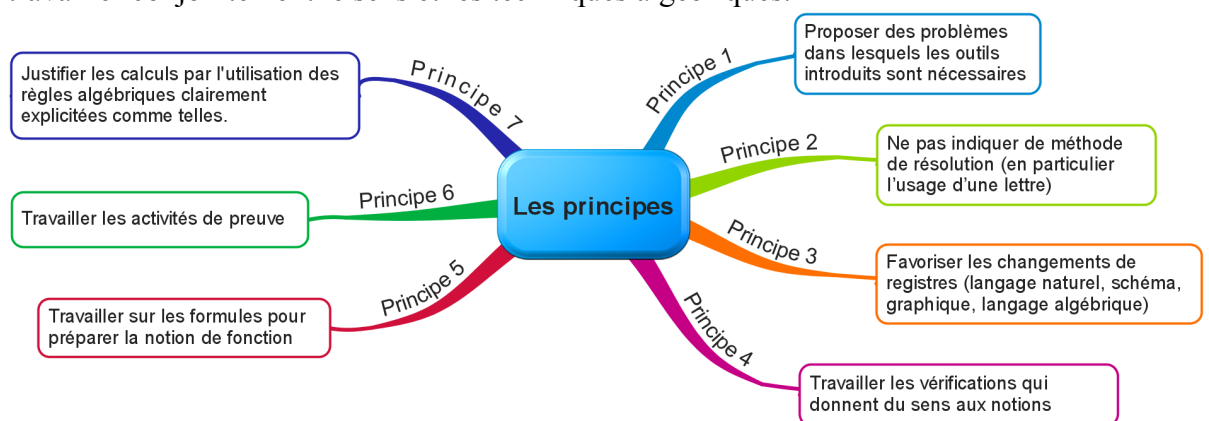 Proposer des problèmes
dans lesquels les outils
introduits sont nécessaires
Principe 1
Justifier les calculs par l'utilisation des
règles algébriques clairement
explicitées comme telles.
Principe 7
Principe 2
Ne pas indiquer de méthode
de résolution (en particulier
l’usage d’une lettre)
Les principes
Principe 6
Travailler les activités de preuve
Principe 3
Favoriser les changements de
registres (langage naturel, schéma,
graphique, langage algébrique)
Principe 5
Travailler sur les formules pour
préparer la notion de fonction
Principe 4
Travailler les vérifications qui
donnent du sens aux notions